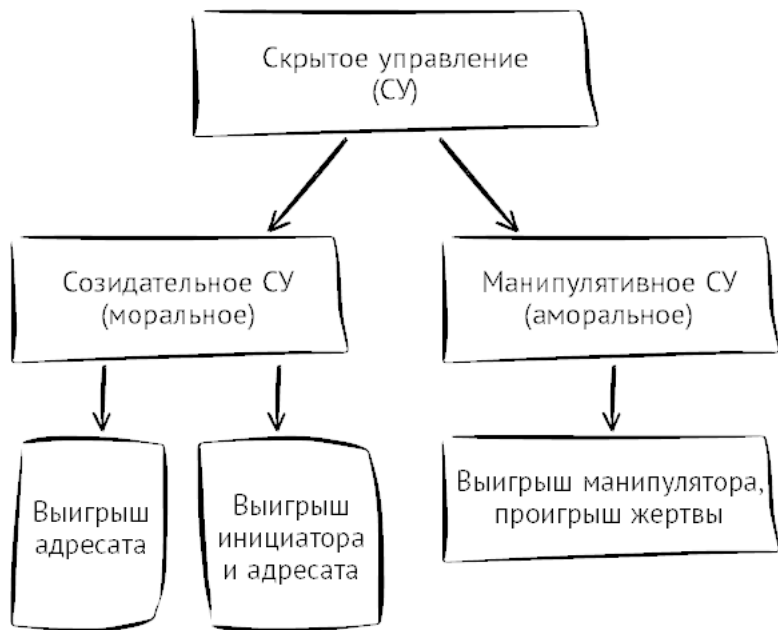 Скрытое управление
(СУ)
Созидательное СУ
(моральное)
Манипулятивное СУ
(аморальное)
Выигрыш
адресата
Выигрыш
инициатора
и адресата
Выигрыш манипулятора,
проигрыш жертвы